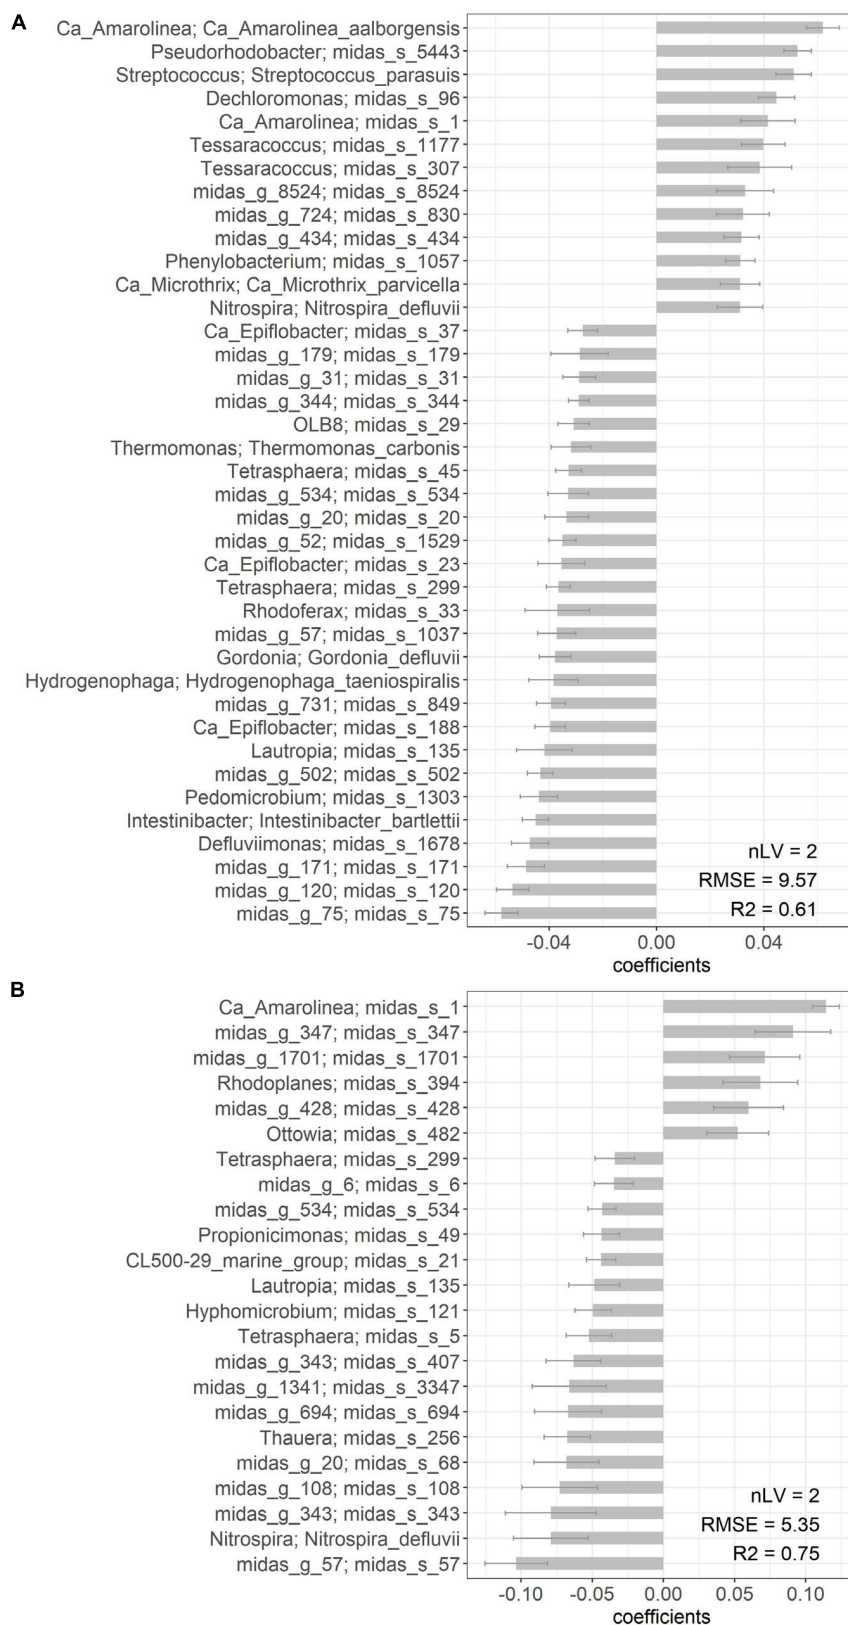 A
Ca_Amarolinea; Ca_Amarolinea_aalborgensis
Pseudorhodobacter; midas_s_5443
Streptococcus; Streptococcus_parasuis
Dechloromonas; midas_s_96
Ca_Amarolinea; midas_s_1
Tessaracoccus; midas_s_1177
Tessaracoccus; midas_s_307
midas_g_8524; midas_s_8524
midas_g_724; midas_s_830
midas_g_434; midas_s_434
Phenylobacterium; midas_s_1057
Ca_Microthrix; Ca_Microthrix_parvicella
Nitrospira; Nitrospira_defluvii
Ca_Epiflobacter; midas_s_37
midas_g_179; midas_s_179
midas_g_31; midas_s_31
midas_g_344; midas_s_344
OLB8; midas_s_29
Thermomonas; Thermomonas_carbonis
Tetrasphaera; midas_s_45
midas_g_534; midas_s_534
midas_g_20; midas_s_20
midas_g_52; midas_s_1529
Ca_Epiflobacter; midas_s_23
Tetrasphaera; midas_s_299
Rhodoferax; midas_s_33
midas_g_57; midas_s_1037
Gordonia; Gordonia_defluvii
Hydrogenophaga; Hydrogenophaga_taeniospiralis
midas_g_731; midas_s_849
Ca_Epiflobacter; midas_s_188
Lautropia; midas_s_135
midas_g_502; midas_s_502
Pedomicrobium; midas_s_1303
Intestinibacter; Intestinibacter_bartlettii
Defluviimonas; midas_s_1678
midas_g_171; midas_s_171
midas_g_120; midas_s_120
midas_g_75; midas_s_75
nLV = 2
RMSE = 9.57
R2 = 0.61
-0.04 0.00 0.04
coefficients
B
Ca_Amarolinea; midas_s_1
midas_g_347; midas_s_347
midas_g_1701; midas_s_1701
Rhodoplanes; midas_s_394
midas_g_428; midas_s_428
Ottowia; midas_s_482
Tetrasphaera; midas_s_299
midas_g_6; midas_s_6
midas_g_534; midas_s_534
Propionicimonas; midas_s_49
CL500-29_marine_group; midas_s_21
Lautropia; midas_s_135
Hyphomicrobium; midas_s_121
Tetrasphaera; midas_s_5
midas_g_343; midas_s_407
midas_g_1341; midas_s_3347
midas_g_694; midas_s_694
Thauera; midas_s_256
midas_g_20; midas_s_68
midas_g_108; midas_s_108
midas_g_343; midas_s_343
Nitrospira; Nitrospira_defluvii
midas_g_57; midas_s_57
nLV = 2
RMSE = 5.35
R2 = 0.75
-0.10 -0.05 0.00 0.05 0.10
coefficients